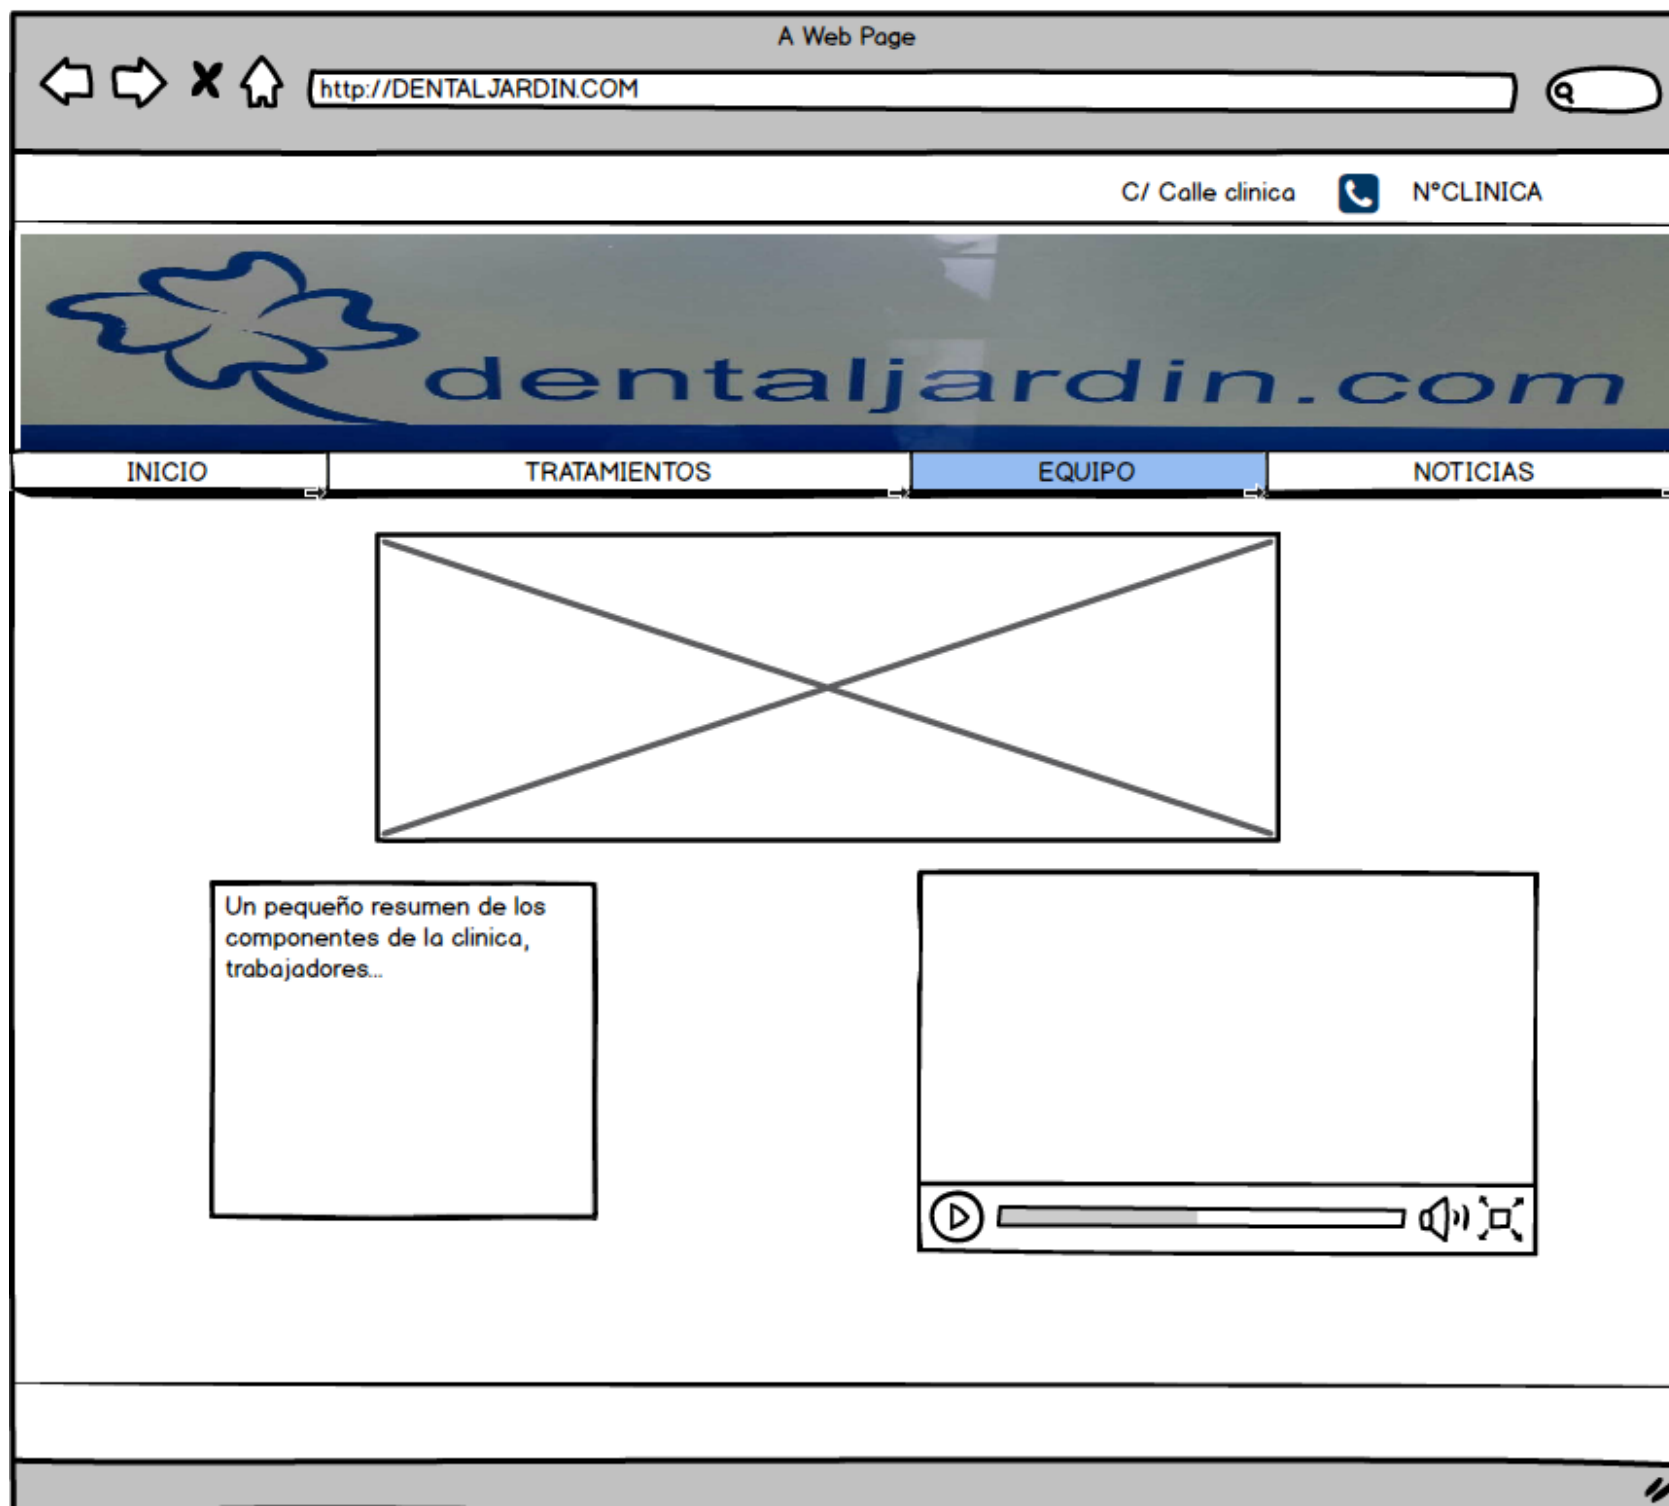 A Web Page
http://DENTALJARDIN.COM
C/ Calle clinica
N°CLINICA
dentaljardin.com
INICIO
TRATAMIENTOS
EQUIPO
NOTICIAS
Un pequeño resumen de los
componentes de la clinica,
trabajadores...